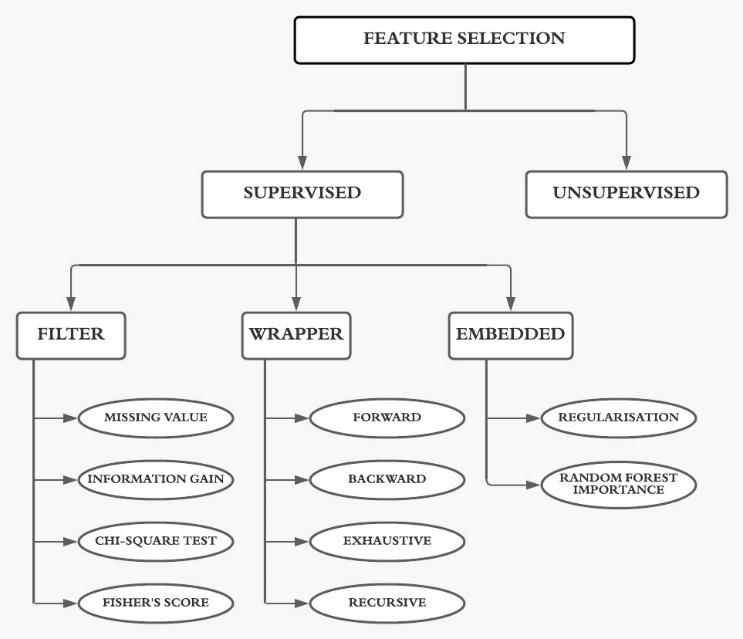 FEATURE SELECTION
SUPERVISED
UNSUPERVISED
FILTER
WRAPPER
EMBEDDED
MISSING VALUE
INFORMATION GAIN
CHI-SQUARE TEST
FISHER'S SCORE
FORWARD
BACKWARD
EXHAUSTIVE
RECURSIVE
REGULARISATION
RANDOM FOREST
IMPORTANCE